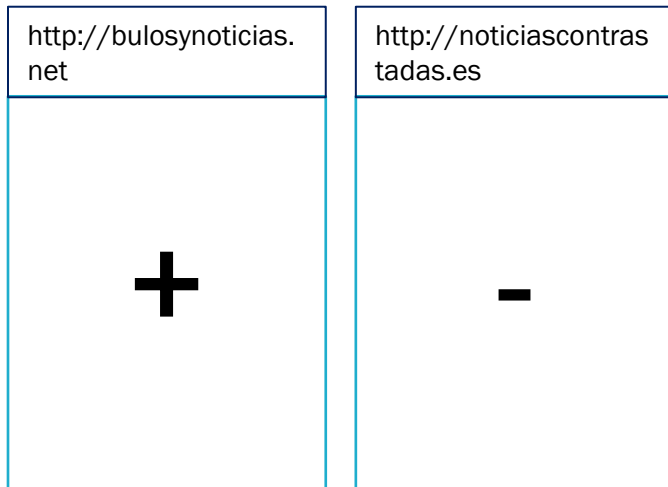 http://bulosynoticias.
net
http://noticiascontras
tadas.es
+
-